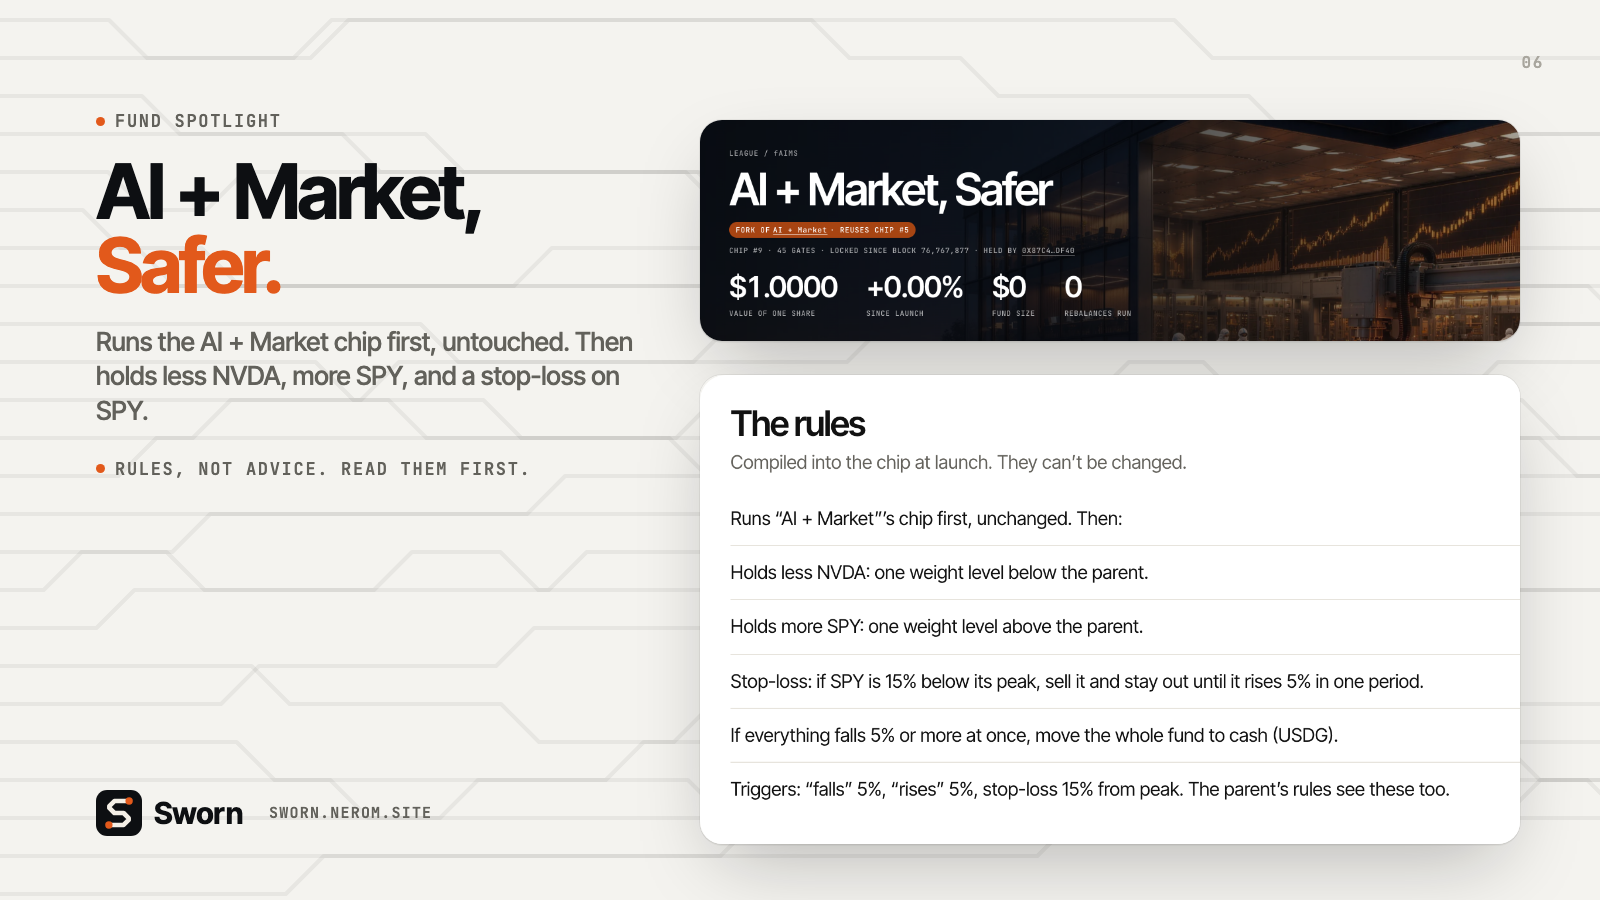 06
FUND SPOTLIGHT
AI + Market,
Safer.
Runs the AI + Market chip first, untouched. Then
holds less NVDA, more SPY, and a stop-loss on
SPY.
RULES, NOT ADVICE. READ THEM FIRST.
Sworn SWORN.NEROM.SITE
LEAGUE / fAIMS
AI + Market, Safer
FORK OF AI + Market · REUSES CHIP #5
CHIP #9 · 45 GATES · LOCKED SINCE BLOCK 76,767,877 · HELD BY 0X87C4…DF40
$1.0000 +0.00% $0 0
VALUE OF ONE SHARE SINCE LAUNCH FUND SIZE REBALANCES RUN
The rules
Compiled into the chip at launch. They can’t be changed.
Runs “AI + Market”’s chip first, unchanged. Then:
Holds less NVDA: one weight level below the parent.
Holds more SPY: one weight level above the parent.
Stop-loss: if SPY is 15% below its peak, sell it and stay out until it rises 5% in one period.
If everything falls 5% or more at once, move the whole fund to cash (USDG).
Triggers: “falls” 5%, “rises” 5%, stop-loss 15% from peak. The parent’s rules see these too.